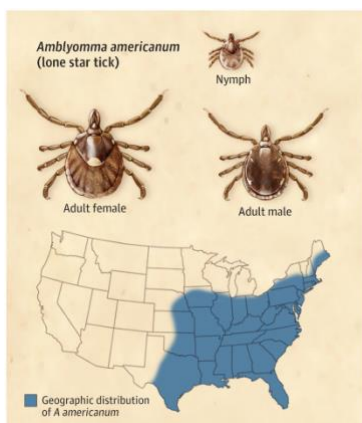 Amblyomma americanum
(lone star tick)
Nymph
Adult female
Adult male
Geographic distribution
of A americanum